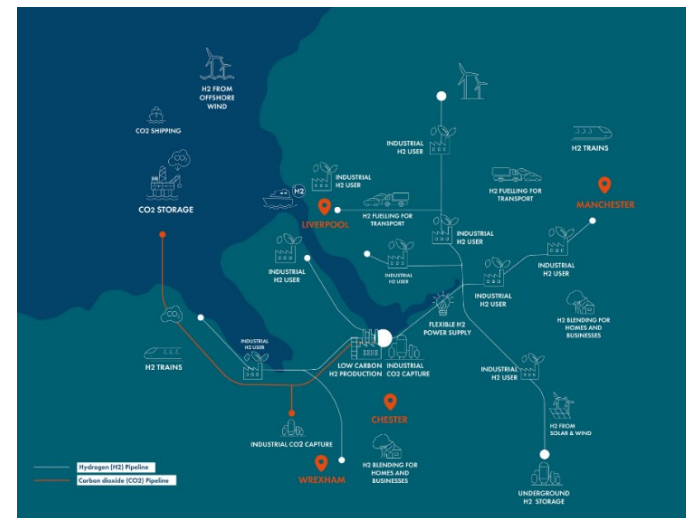 H2 FROM
OFFSHORE
WIND
CO2 SHIPPING
CO2 STORAGE
INDUSTRIAL
H2 USER
H2 TRAINS
INDUSTRIAL
H2 USER
H2 FUELLING FOR
TRANSPORT
MANCHESTER
H2
LIVERPOOL
H2 FUELLING FOR
TRANSPORT
INDUSTRIAL
H2 USER
INDUSTRIAL
H2 USER
INDUSTRIAL
H2 USER
INDUSTRIAL
H2 USER
INDUSTRIAL
H2 USER
FLEXIBLE H2
POWER SUPPLY
H2 BLENDING FOR
HOMES AND
BUSINESSES
H2 TRAINS
INDUSTRIAL
H2 USER
LOW CARBON
H2 PRODUCTION
INDUSTRIAL
CO2 CAPTURE
INDUSTRIAL
H2 USER
CHESTER
H2 FROM
SOLAR & WIND
INDUSTRIAL CO2 CAPTURE
WREXHAM
H2 BLENDING FOR
HOMES AND
BUSINESSES
UNDERGROUND
H2 STORAGE
Hydrogen (H2) Pipeline
Carbon dioxide (CO2) Pipeline